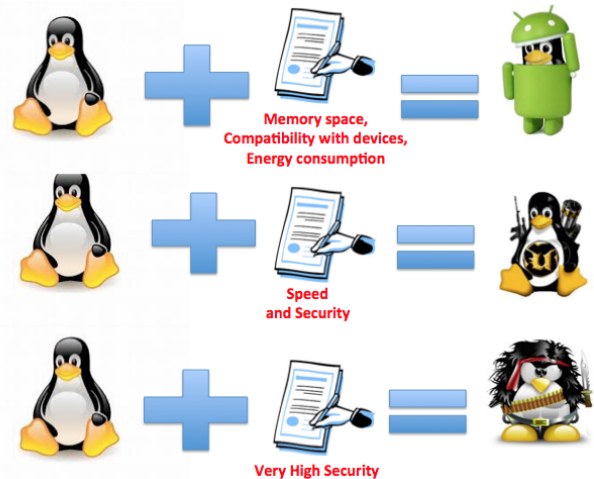 Memory space,
Compatibility with devices,
Energy consumption
Speed
and Security
Very High Security